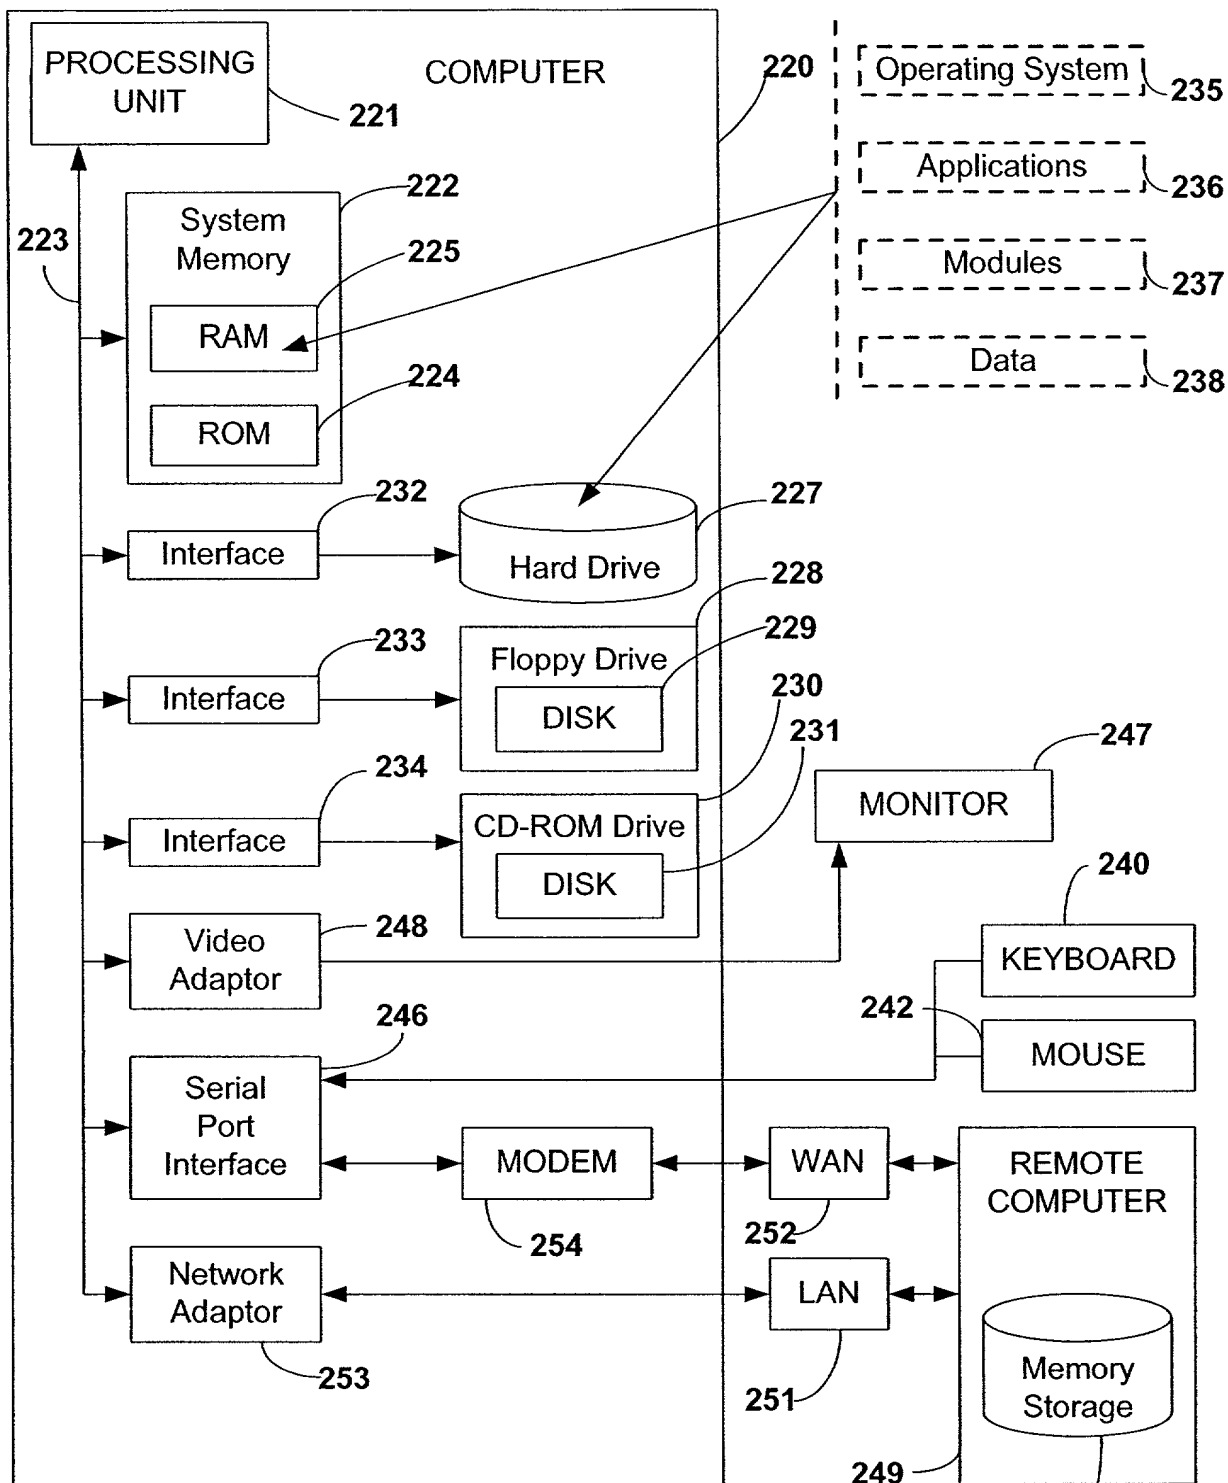 PROCESSING
UNIT
COMPUTER
220
Operating System
235
221
Applications
236
222
System
Memory
223
225
Modules
237
RAM
Data
238
224
ROM
232
227
Interface
Hard Drive
228
233
229
Floppy Drive
Interface
DISK
230
231
234
247
MONITOR
CD-ROM Drive
Interface
DISK
240
248
Video
Adaptor
KEYBOARD
242
246
MOUSE
Serial
Port
Interface
MODEM
WAN
REMOTE
COMPUTER
254
252
Network
Adaptor
LAN
253
251
Memory
Storage
249